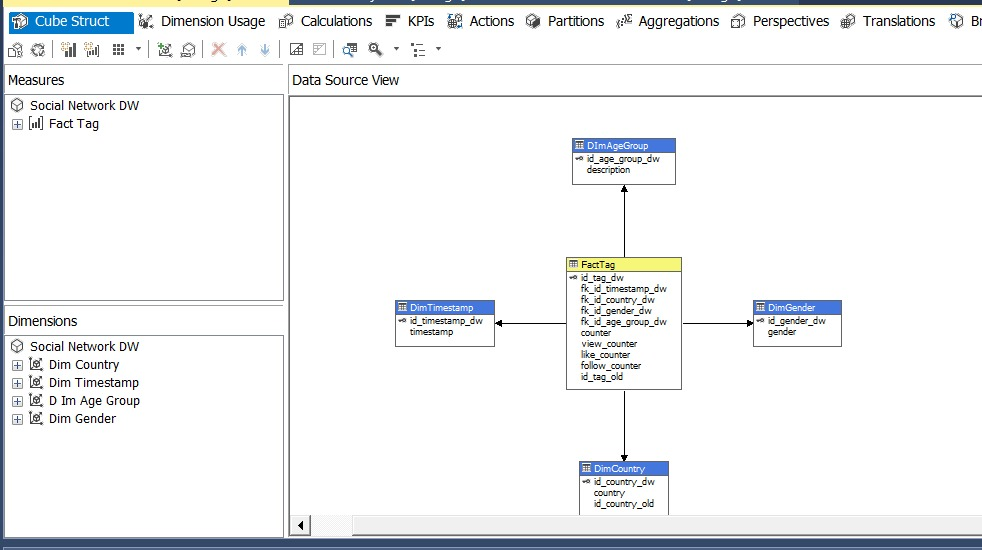 Cube Struct Dimension Usage Calculations KPIs Actions Partitions Aggregations Perspectives Translations Br
Measures
Social Network DW
Fact Tag
Dimensions
Social Network DW
Dim Country
Dim Timestamp
D Im Age Group
Dim Gender
Data Source View
DImAgeGroup
id_age_group_dw
description
FactTag
id_tag_dw
fk_id_timestamp_dw
fk_id_country_dw
fk_id_gender_dw
fk_id_age_group_dw
counter
view_counter
like_counter
follow_counter
id_tag_old
DimTimestamp
id_timestamp_dw
timestamp
DimGender
id_gender_dw
gender
DimCountry
id_country_dw
country
id_country_old